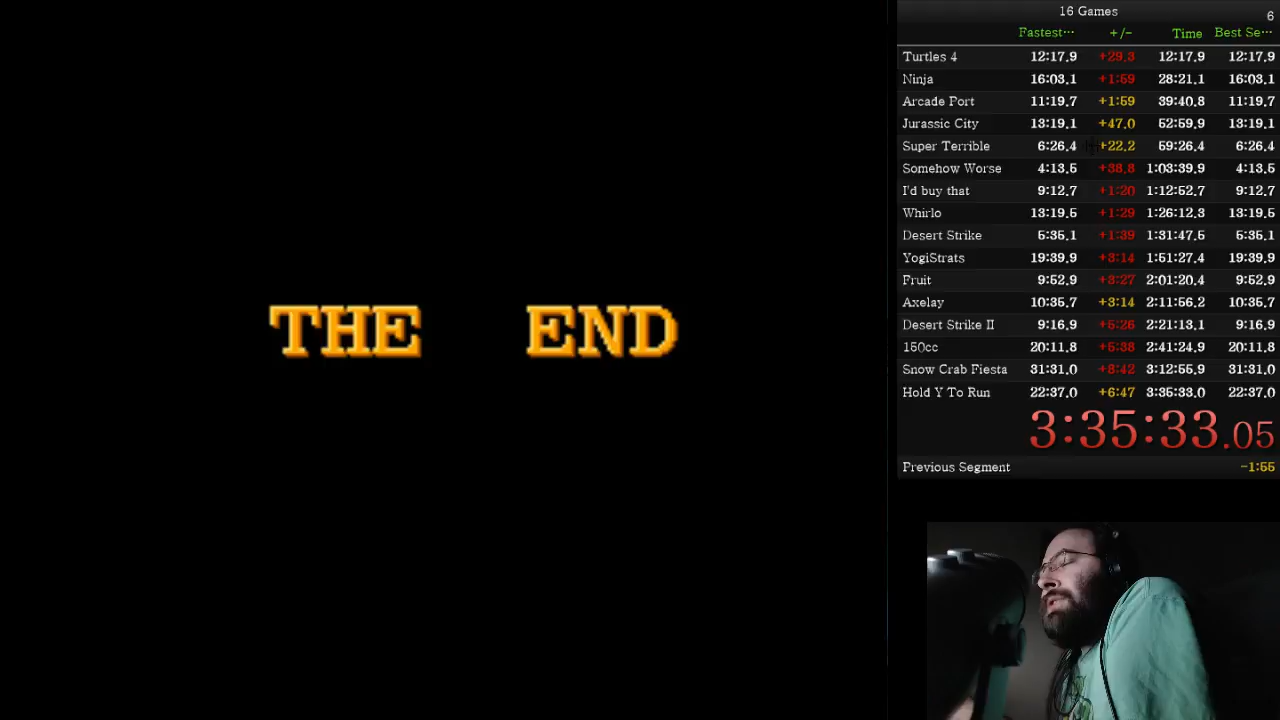 THE END
16 Games
6
Fastest… +/- Time Best Se…
Turtles 4 12:17.9 +29.3 12:17.9 12:17.9
Ninja 16:03.1 +1:59 28:21.1 16:03.1
Arcade Port 11:19.7 +1:59 39:40.8 11:19.7
Jurassic City 13:19.1 +47.0 52:59.9 13:19.1
Super Terrible 6:26.4 +22.2 59:26.4 6:26.4
Somehow Worse 4:13.5 +38.8 1:03:39.9 4:13.5
I'd buy that 9:12.7 +1:20 1:12:52.7 9:12.7
Whirlo 13:19.5 +1:29 1:26:12.3 13:19.5
Desert Strike 5:35.1 +1:39 1:31:47.5 5:35.1
YogiStrats 19:39.9 +3:14 1:51:27.4 19:39.9
Fruit 9:52.9 +3:27 2:01:20.4 9:52.9
Axelay 10:35.7 +3:14 2:11:56.2 10:35.7
Desert Strike II 9:16.9 +5:26 2:21:13.1 9:16.9
150cc 20:11.8 +5:38 2:41:24.9 20:11.8
Snow Crab Fiesta 31:31.0 +8:42 3:12:55.9 31:31.0
Hold Y To Run 22:37.0 +6:47 3:35:33.0 22:37.0
3:35:33.05
Previous Segment -1:55